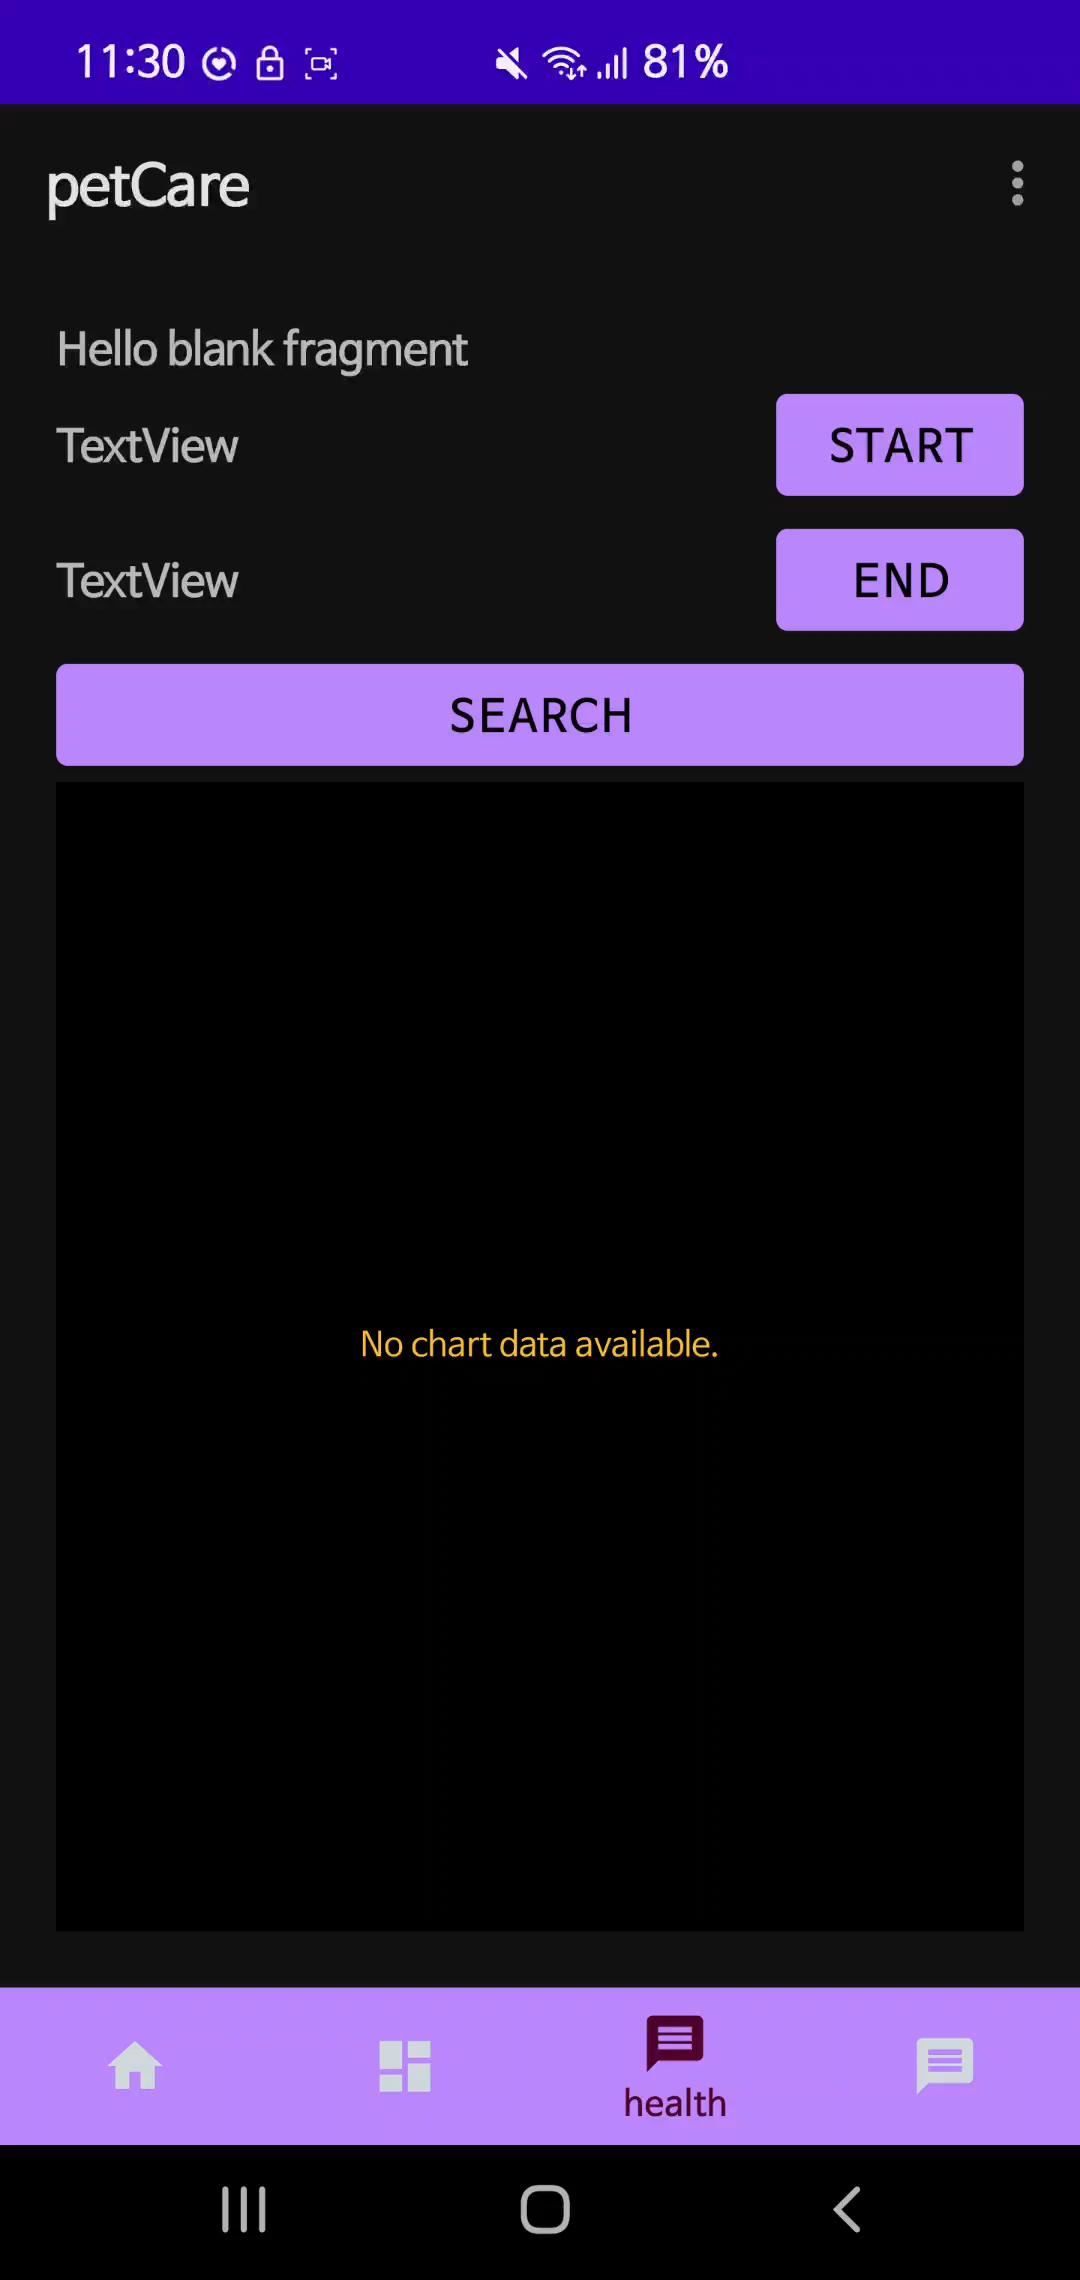 11:30 81%
petCare
Hello blank fragment
TextView START
TextView END
SEARCH
No chart data available.
health